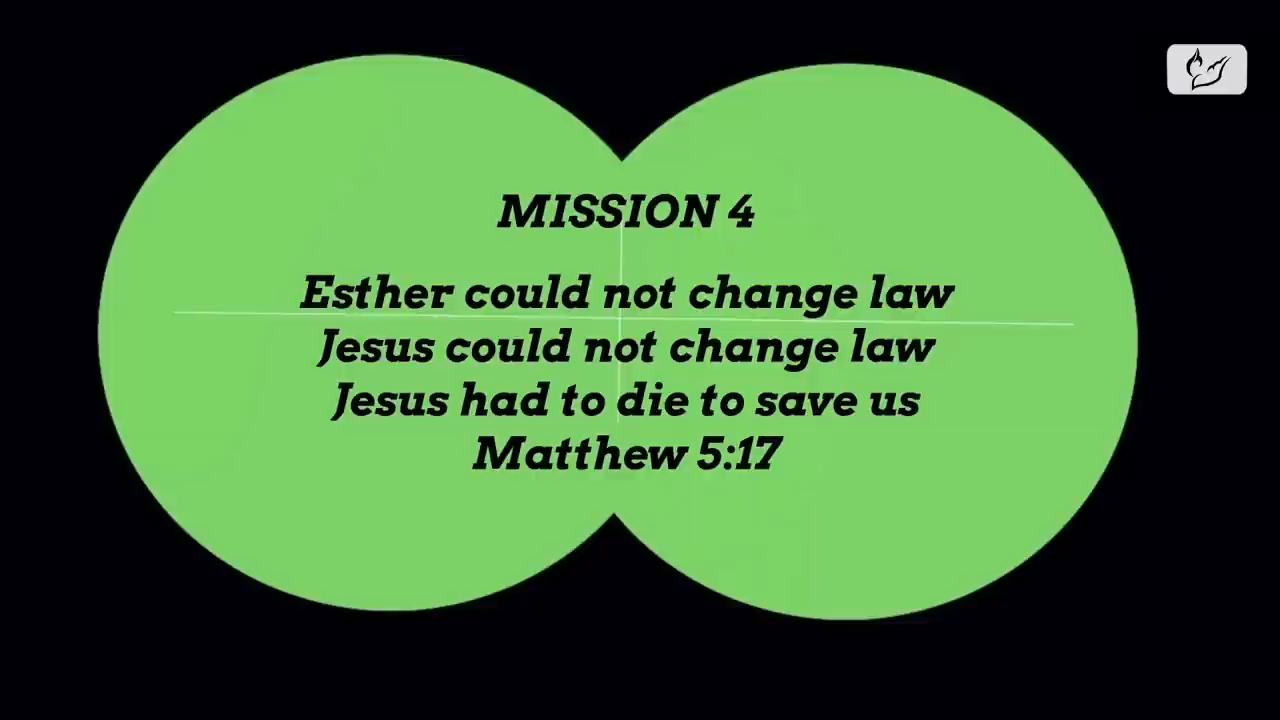 MISSION 4
Esther could not change law
Jesus could not change law
Jesus had to die to save us
Matthew 5:17